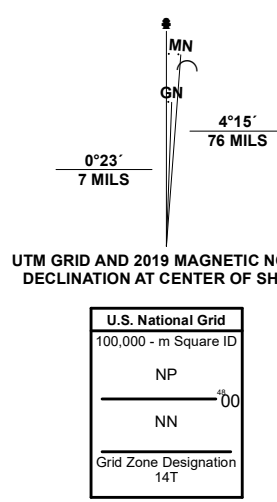 MN
GN
4°15´
76 MILS
0°23´
7 MILS
UTM GRID AND 2019 MAGNETIC N
DECLINATION AT CENTER OF SH
U.S. National Grid
100,000 - m Square ID
NP
48 00
NN
Grid Zone Designation
14T